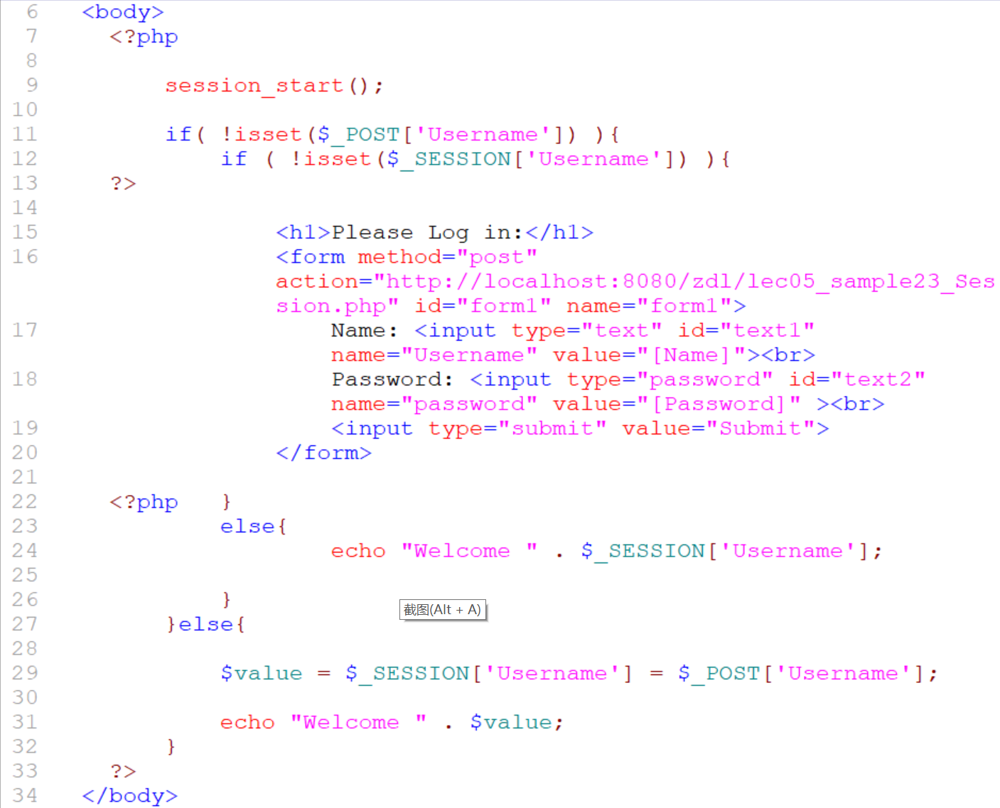 6 <body>
7 <?php
8
9 session_start();
10
11 if( !isset($_POST['Username']) ){
12 if ( !isset($_SESSION['Username']) ){
13 ?>
14
15 <h1>Please Log in:</h1>
16 <form method="post"
action="http://localhost:8080/zdl/lec05_sample23_Ses
sion.php" id="form1" name="form1">
17 Name: <input type="text" id="text1"
name="Username" value="[Name]"><br>
18 Password: <input type="password" id="text2"
name="password" value="[Password]" ><br>
19 <input type="submit" value="Submit">
20 </form>
21
22 <?php }
23 else{
24 echo "Welcome " . $_SESSION['Username'];
25
26 }
截图(Alt + A)
27 }else{
28
29 $value = $_SESSION['Username'] = $_POST['Username'];
30
31 echo "Welcome " . $value;
32 }
33 ?>
34 </body>